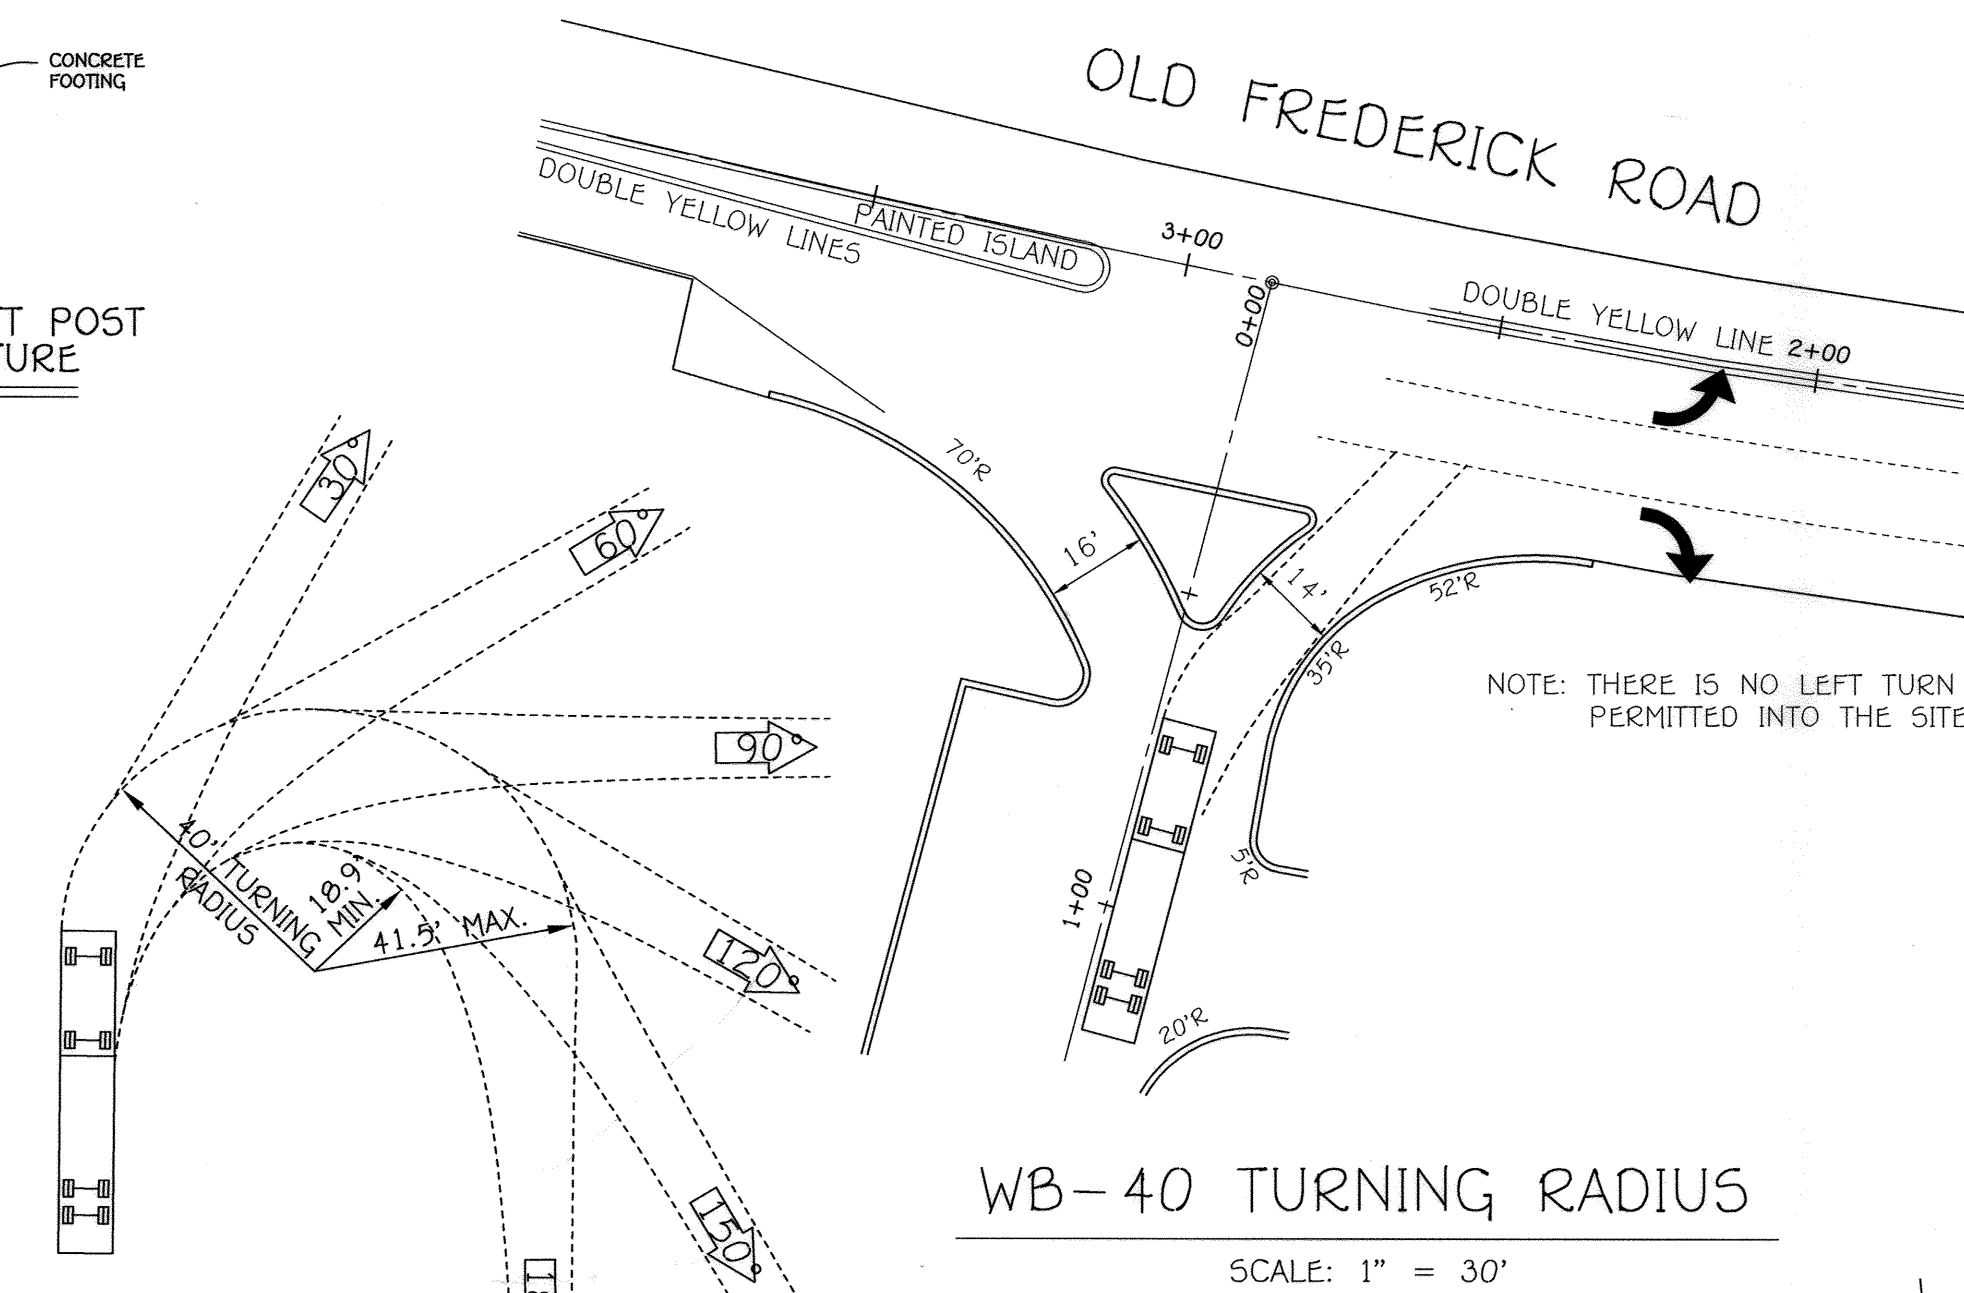 CONCRETE
FOOTING
OLD FREDERICK ROAD
DOUBLE YELLOW LINES
PAINTED ISLAND
3+00
0+00
DOUBLE YELLOW LINE
2+00
T POST
TURE
30°
60°
90°
120°
150°
70'R
16'
14'
52'R
35'R
5'R
20'R
1+00
NOTE: THERE IS NO LEFT TURN
PERMITTED INTO THE SITE
40' TURNING
RADIUS
18.9'
MIN.
41.5' MAX.
WB-40 TURNING RADIUS
SCALE: 1" = 30'